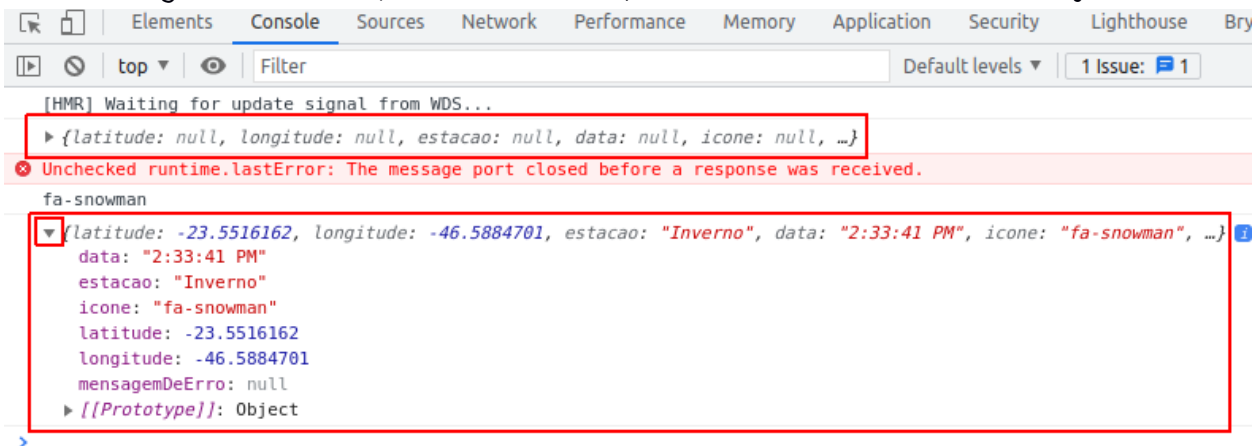 Elements Console Sources Network Performance Memory Application Security Lighthouse Bry
top ▼ Filter Default levels ▼ 1 Issue: 1
[HMR] Waiting for update signal from WDS...
▶ {latitude: null, longitude: null, estacao: null, data: null, icone: null, …}
Unchecked runtime.lastError: The message port closed before a response was received.
fa-snowman
▼ {latitude: -23.5516162, longitude: -46.5884701, estacao: "Inverno", data: "2:33:41 PM", icone: "fa-snowman", …} i
data: "2:33:41 PM"
estacao: "Inverno"
icone: "fa-snowman"
latitude: -23.5516162
longitude: -46.5884701
mensagemDeErro: null
▶ [[Prototype]]: Object